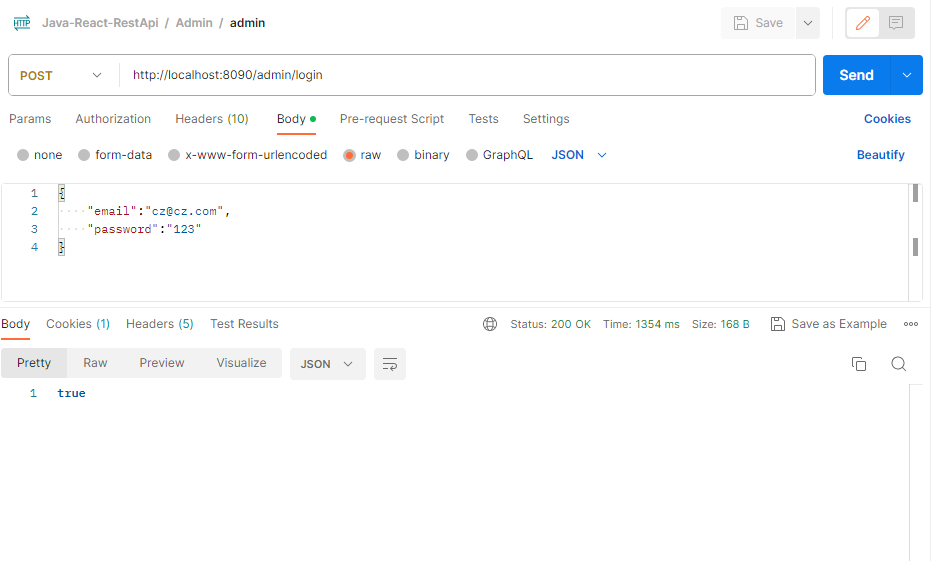 HTTP Java-React-RestApi / Admin / admin Save
POST http://localhost:8090/admin/login Send
Params Authorization Headers (10) Body Pre-request Script Tests Settings Cookies
none form-data x-www-form-urlencoded raw binary GraphQL JSON Beautify
1 {
2 "email":"cz@cz.com",
3 "password":"123"
4 }
Body Cookies (1) Headers (5) Test Results Status: 200 OK Time: 1354 ms Size: 168 B Save as Example
Pretty Raw Preview Visualize JSON
1 true